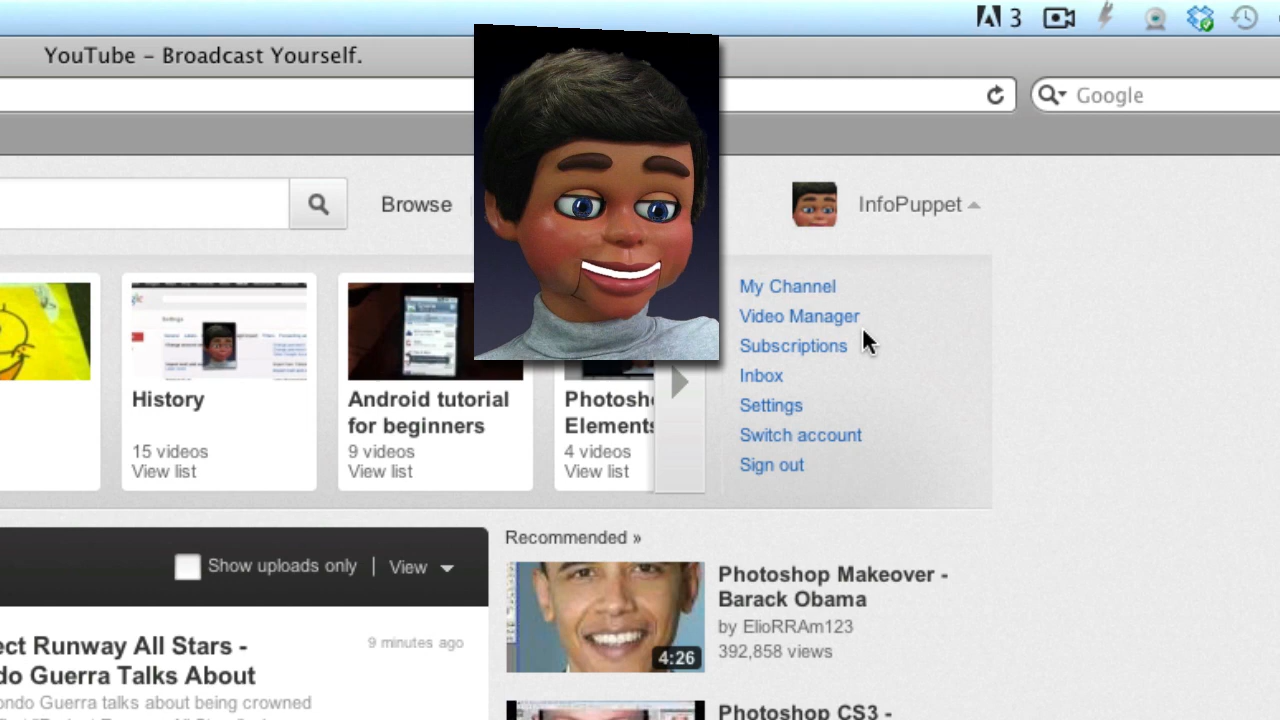 3
YouTube – Broadcast Yourself.
Google
Browse
InfoPuppet
My Channel
Video Manager
Subscriptions
Inbox
Settings
Switch account
Sign out
Settings
History
15 videos
View list
Android tutorial
for beginners
9 videos
View list
Photosh
Elements
4 videos
View list
Show uploads only | View
ect Runway All Stars -
do Guerra Talks About
9 minutes ago
ondo Guerra talks about being crowned
Recommended »
4:26
Photoshop Makeover -
Barack Obama
by ElioRRAm123
392,858 views
Photoshop CS3 -